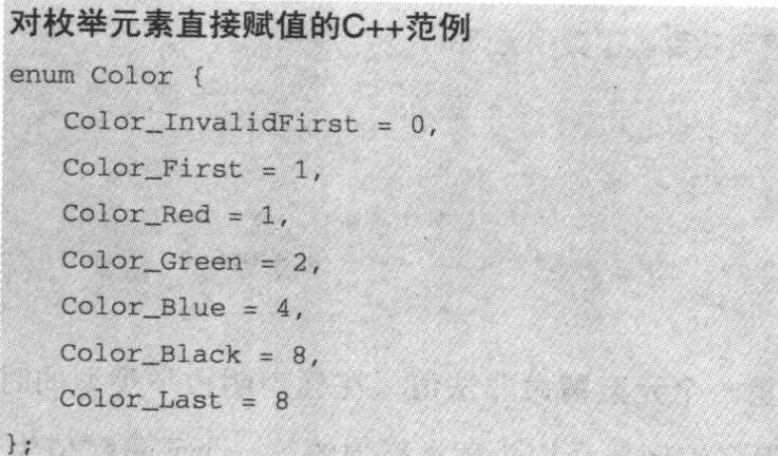 对枚举元素直接赋值的C++范例
enum Color {
Color_InvalidFirst = 0,
Color_First = 1,
Color_Red = 1,
Color_Green = 2,
Color_Blue = 4,
Color_Black = 8,
Color_Last = 8
};